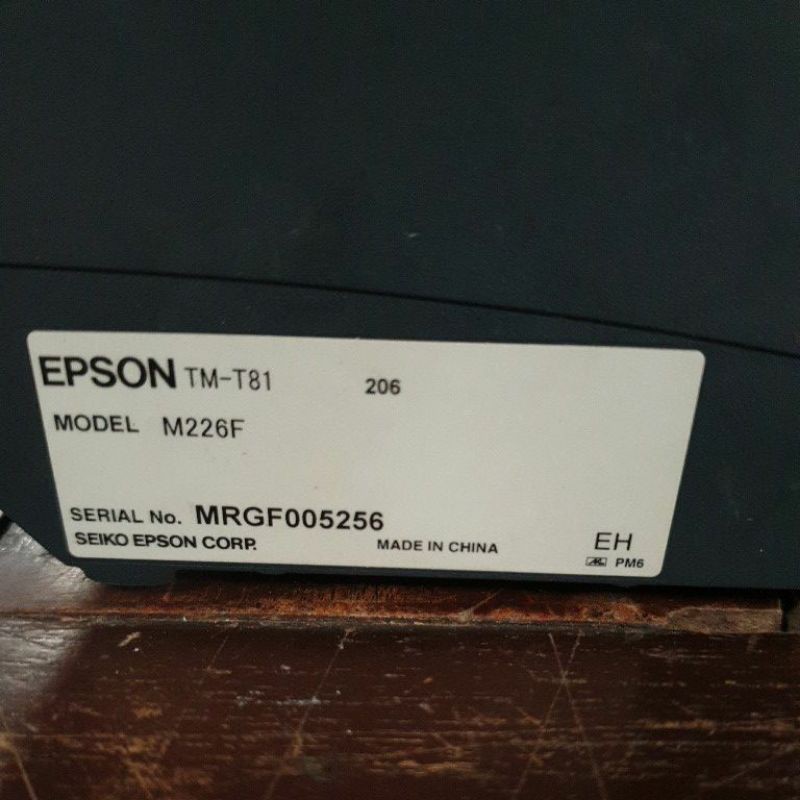 EPSON TM-T81 206
MODEL M226F
SERIAL No. MRGF005256
SEIKO EPSON CORP. MADE IN CHINA EH
PM6